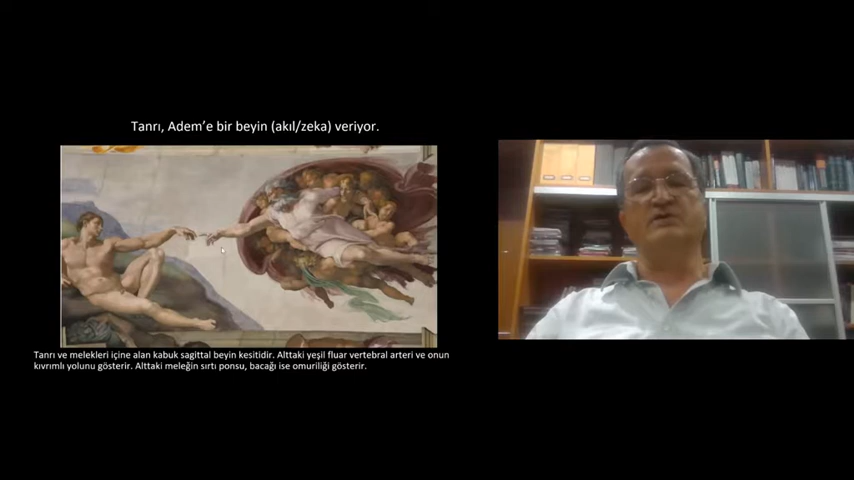 Tanrı, Adem'e bir beyin (akıl/zeka) veriyor.
Tanrı ve melekleri içine alan kabuk sagittal beyin kesitidir. Alttaki yeşil fluar vertebral arteri ve onun
kıvrımlı yolunu gösterir. Alttaki meleğin sırtı ponsu, bacağı ise omuriliği gösterir.